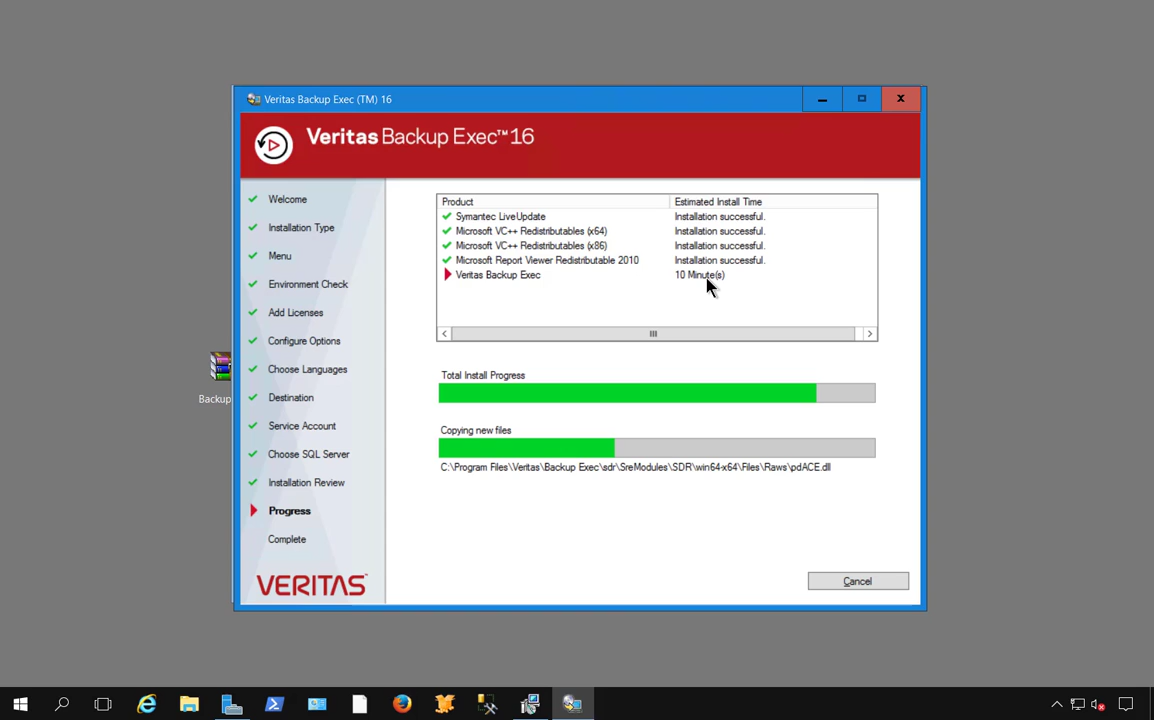 Veritas Backup Exec (TM) 16
Veritas Backup Exec™ 16
Welcome
Installation Type
Menu
Environment Check
Add Licenses
Configure Options
Choose Languages
Destination
Service Account
Choose SQL Server
Installation Review
Progress
Complete
VERITAS
Product Estimated Install Time
Symantec LiveUpdate Installation successful.
Microsoft VC++ Redistributables (x64) Installation successful.
Microsoft VC++ Redistributables (x86) Installation successful.
Microsoft Report Viewer Redistributable 2010 Installation successful.
Veritas Backup Exec 10 Minute(s)
Total Install Progress
Copying new files
C:\Program Files\Veritas\Backup Exec\sdr\SreModules\SDR\win64-x64\Files\Raws\pdACE.dll
Cancel
Backup